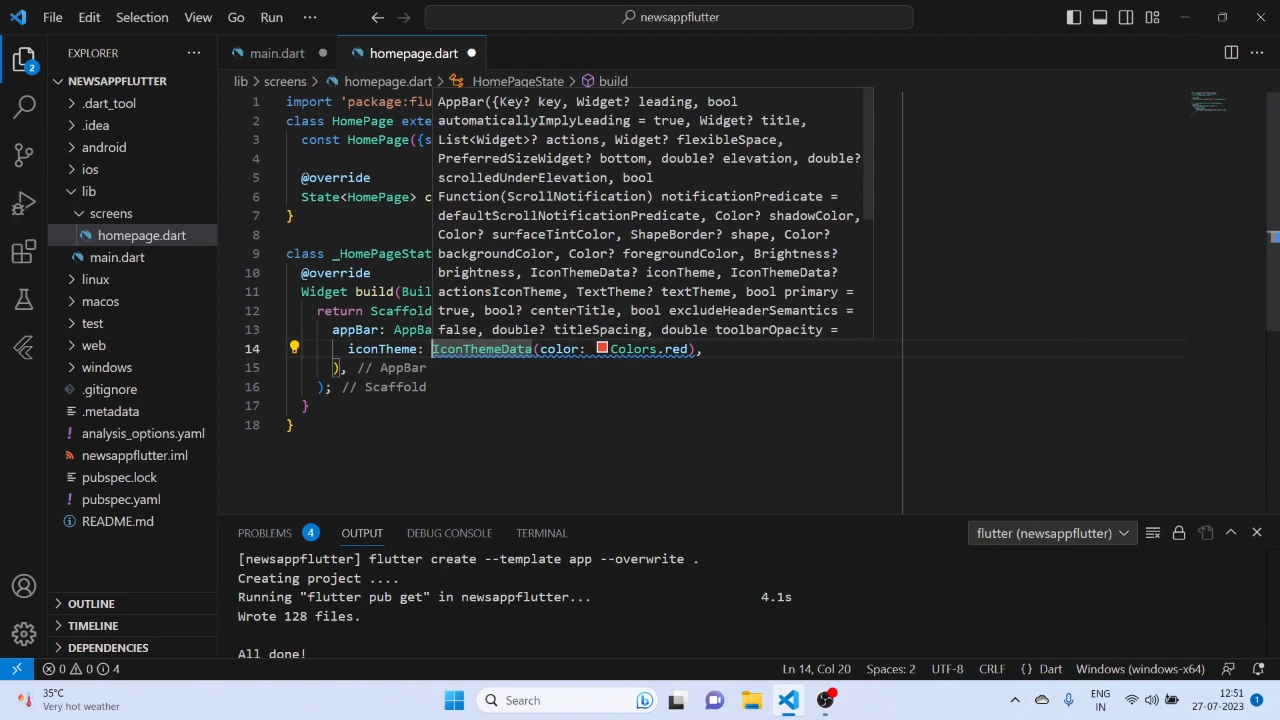 File Edit Selection View Go Run ··· newsappflutter
EXPLORER ···
NEWSAPPFLUTTER
.dart_tool
.idea
android
ios
lib
screens
homepage.dart
main.dart
linux
macos
test
web
windows
.gitignore
.metadata
analysis_options.yaml
newsappflutter.iml
pubspec.lock
pubspec.yaml
README.md
OUTLINE
TIMELINE
DEPENDENCIES
2
main.dart homepage.dart
lib > screens > homepage.dart > HomePageState > build
1 import 'package:flu
2 class HomePage exte
3 const HomePage({s
4
5 @override
6 State<HomePage> c
7 }
8
9 class _HomePageStat
10 @override
11 Widget build(Buil
12 return Scaffold
13 appBar: AppBa
14 iconTheme: IconThemeData(color: Colors.red),
15 ), // AppBar
16 ); // Scaffold
17 }
18 }
AppBar({Key? key, Widget? leading, bool
automaticallyImplyLeading = true, Widget? title,
List<Widget>? actions, Widget? flexibleSpace,
PreferredSizeWidget? bottom, double? elevation, double?
scrolledUnderElevation, bool
Function(ScrollNotification) notificationPredicate =
defaultScrollNotificationPredicate, Color? shadowColor,
Color? surfaceTintColor, ShapeBorder? shape, Color?
backgroundColor, Color? foregroundColor, Brightness?
brightness, IconThemeData? iconTheme, IconThemeData?
actionsIconTheme, TextTheme? textTheme, bool primary =
true, bool? centerTitle, bool excludeHeaderSemantics =
false, double? titleSpacing, double toolbarOpacity =
PROBLEMS 4 OUTPUT DEBUG CONSOLE TERMINAL flutter (newsappflutter)
[newsappflutter] flutter create --template app --overwrite .
Creating project ....
Running "flutter pub get" in newsappflutter... 4.1s
Wrote 128 files.
All done!
0 0 4 Ln 14, Col 20 Spaces: 2 UTF-8 CRLF {} Dart Windows (windows-x64)
35°C
Very hot weather
Search
ENG
IN
12:51
27-07-2023
1